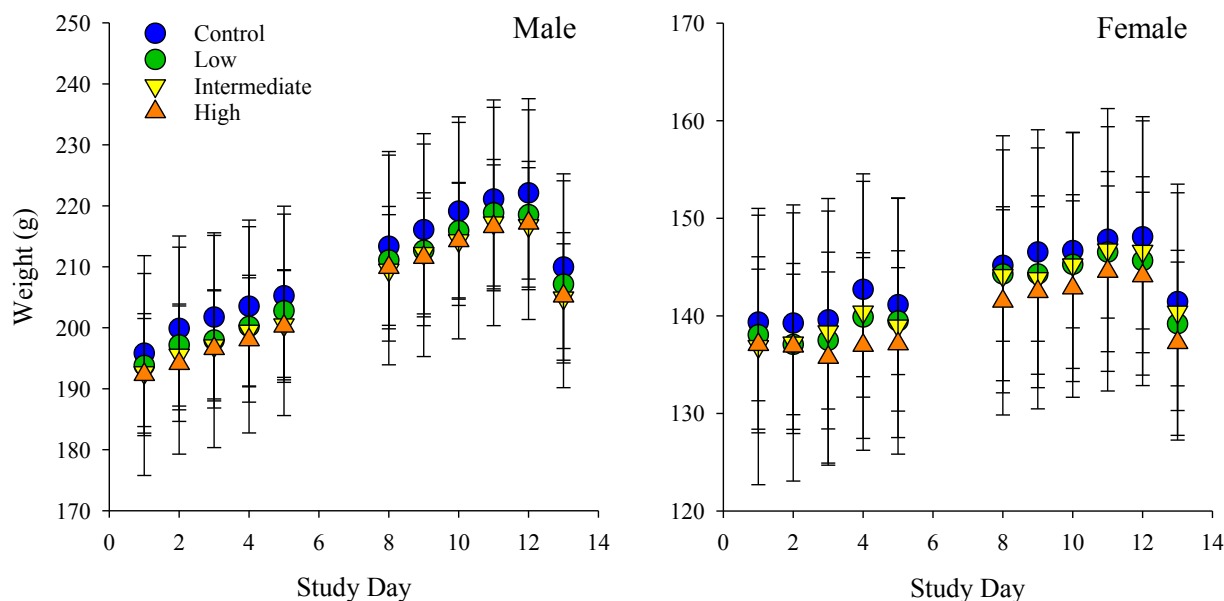 Male
Control
Low
Intermediate
High
Weight (g)
250
240
230
220
210
200
190
180
170
0 2 4 6 8 10 12 14
Study Day
Female
170
160
150
140
130
120
0 2 4 6 8 10 12 14
Study Day